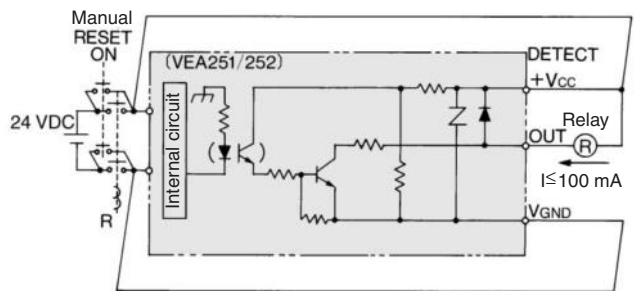 Manual
RESET
ON
(VEA251/252)
DETECT
+Vcc
24 VDC
Internal circuit
Relay
OUT
R
I≤100 mA
VGND
R